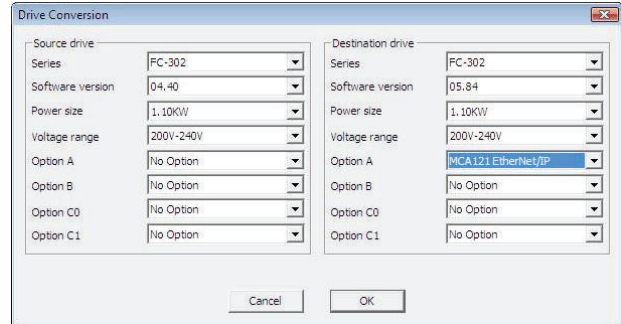 Drive Conversion
Source drive
Series FC-302
Software version 04.40
Power size 1.10KW
Voltage range 200V-240V
Option A No Option
Option B No Option
Option C0 No Option
Option C1 No Option
Destination drive
Series FC-302
Software version 05.84
Power size 1.10KW
Voltage range 200V-240V
Option A MCA121 EtherNet/IP
Option B No Option
Option C0 No Option
Option C1 No Option
Cancel OK